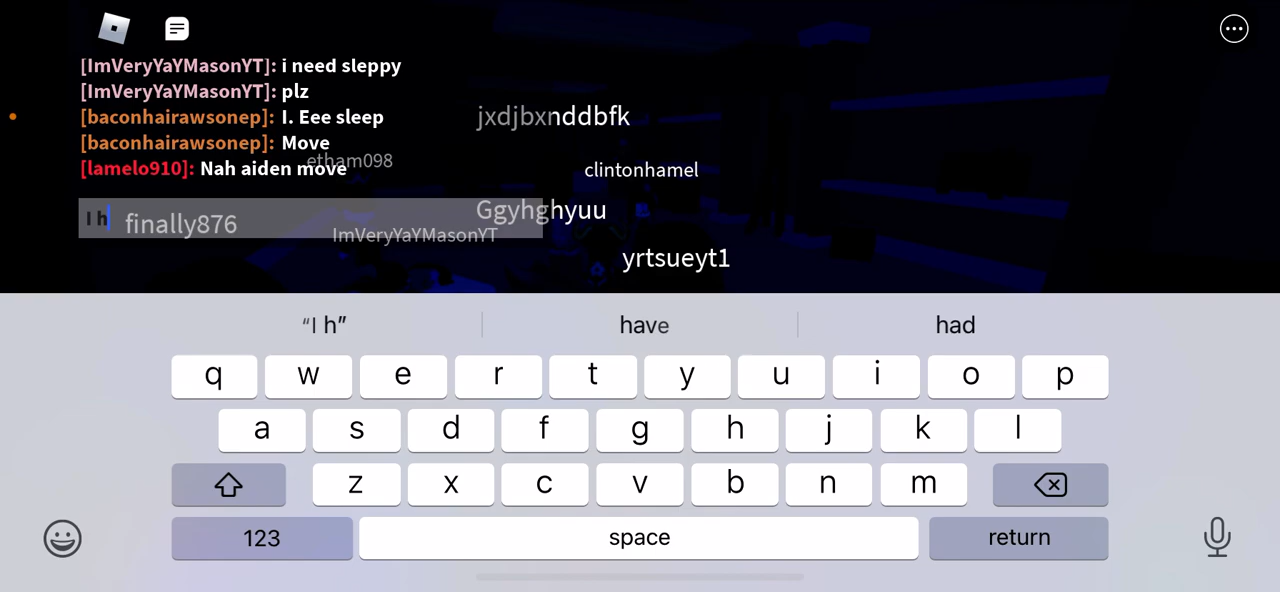 [ImVeryYaYMasonYT]: i need sleppy
[ImVeryYaYMasonYT]: plz
[baconhairawsonep]: I. Eee sleep
[baconhairawsonep]: Move
[lamelo910]: Nah aiden move
etham098
jxdjbxnddbfk
clintonhamel
I h
finally876
Ggyhghyuu
ImVeryYaYMasonYT
yrtsueyt1
“I h” have had
q w e r t y u i o p
a s d f g h j k l
z x c v b n m
123 space return